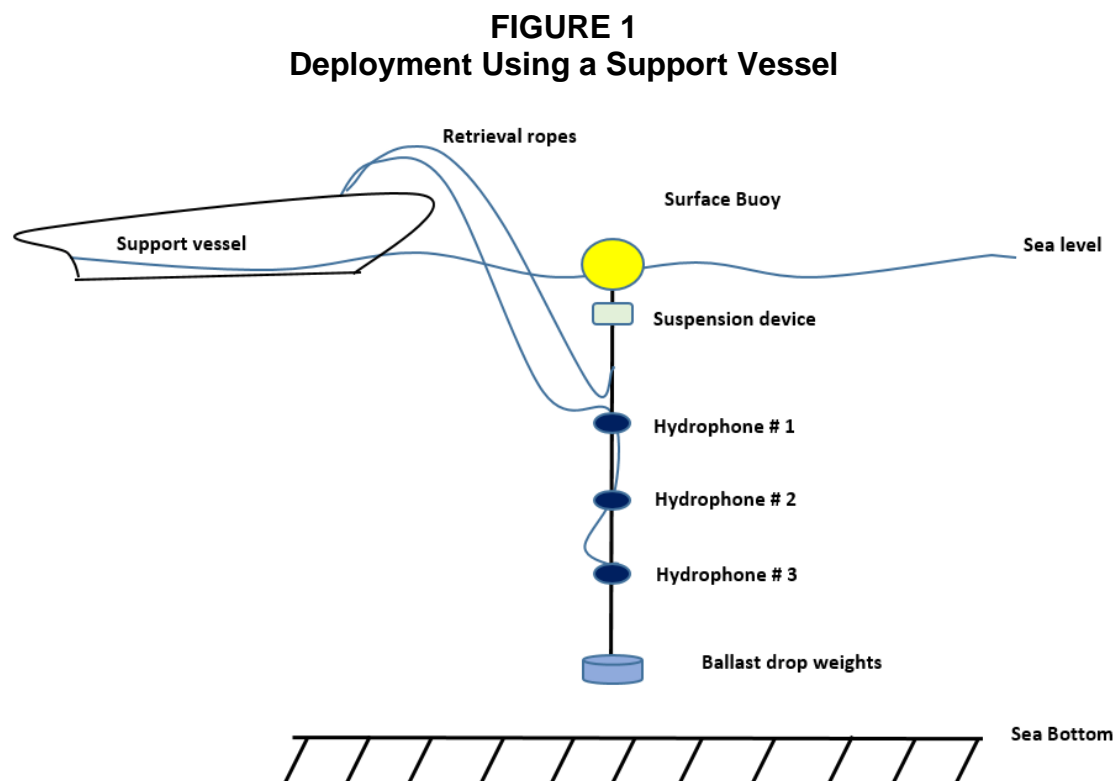 FIGURE 1
Deployment Using a Support Vessel
Retrieval ropes
Surface Buoy
Support vessel
Sea level
Suspension device
Hydrophone # 1
Hydrophone # 2
Hydrophone # 3
Ballast drop weights
Sea Bottom